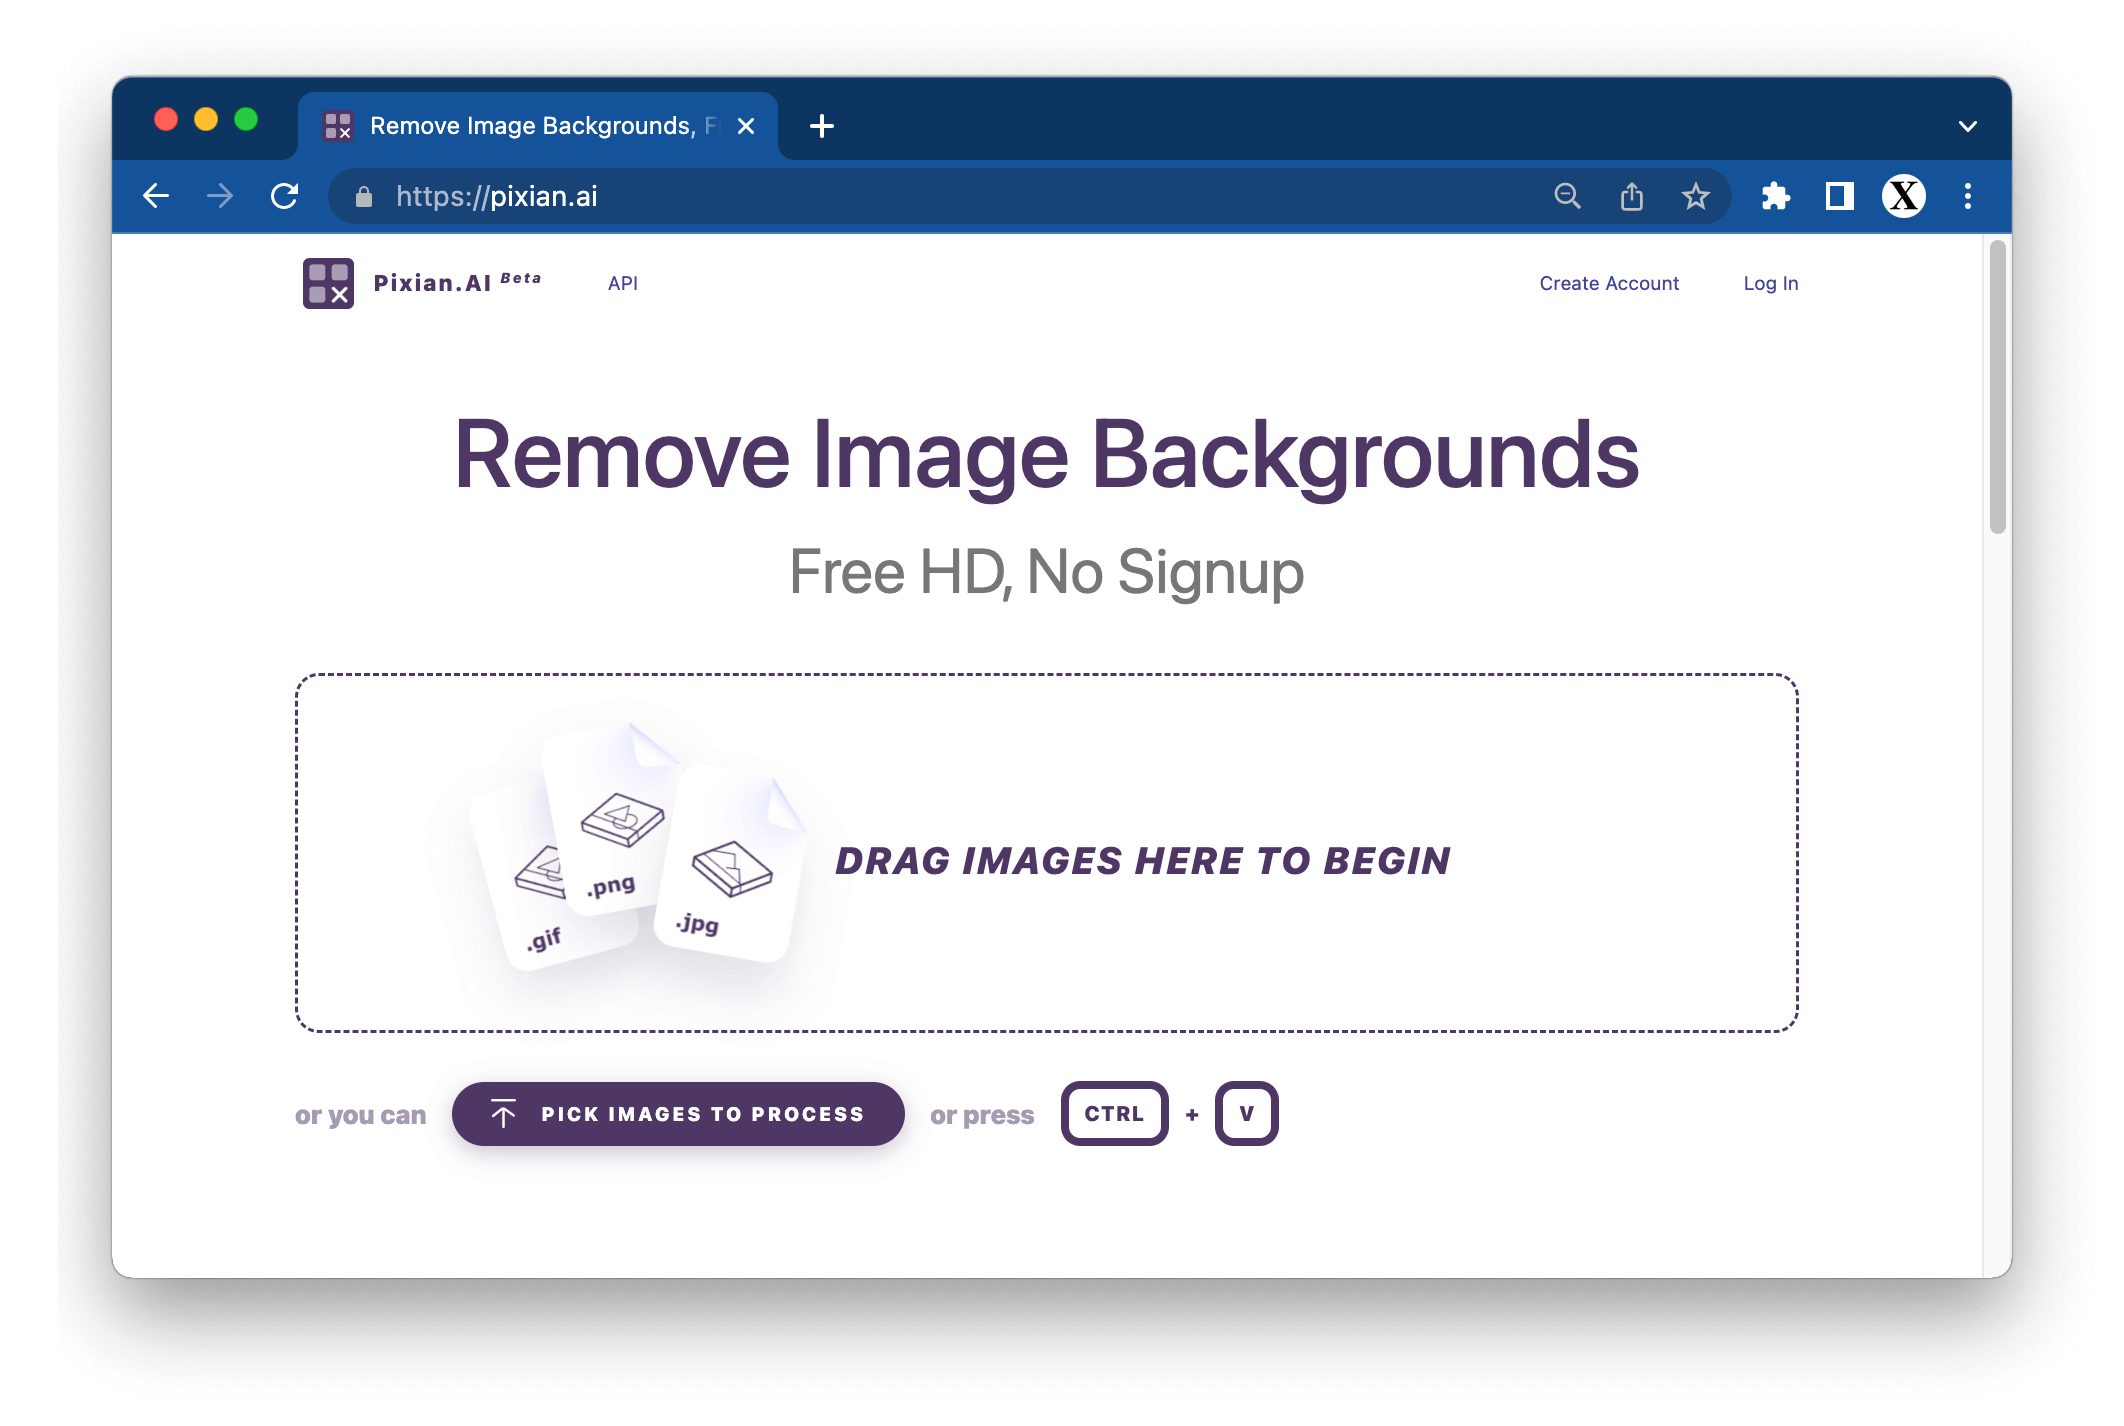 Remove Image Backgrounds, F
https://pixian.ai
X
Pixian.AI Beta
API
Create Account
Log In
Remove Image Backgrounds
Free HD, No Signup
.gif
.png
.jpg
DRAG IMAGES HERE TO BEGIN
or you can PICK IMAGES TO PROCESS or press CTRL + V